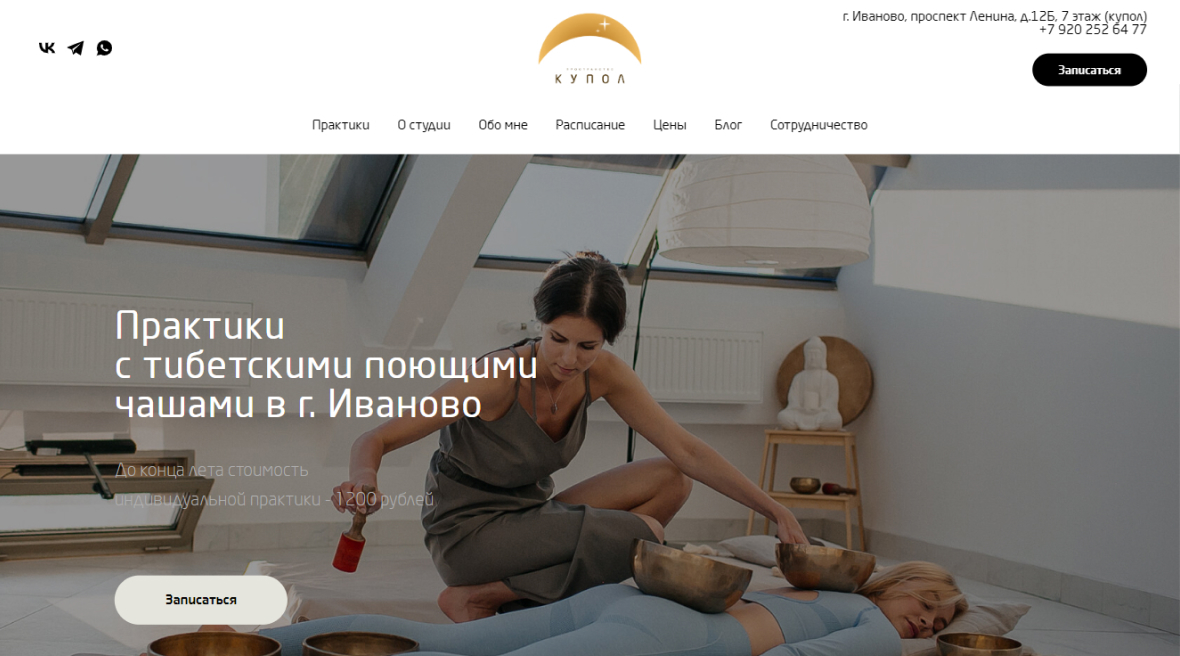 г. Иваново, проспект Ленина, д.12Б, 7 этаж (купол)
+7 920 252 64 77
КУПОЛ
Записаться
Практики О студии Обо мне Расписание Цены Блог Сотрудничество
Практики
с тибетскими поющими
чашами в г. Иваново
До конца лета стоимость
индивидуальной практики - 1200 рублей
Записаться